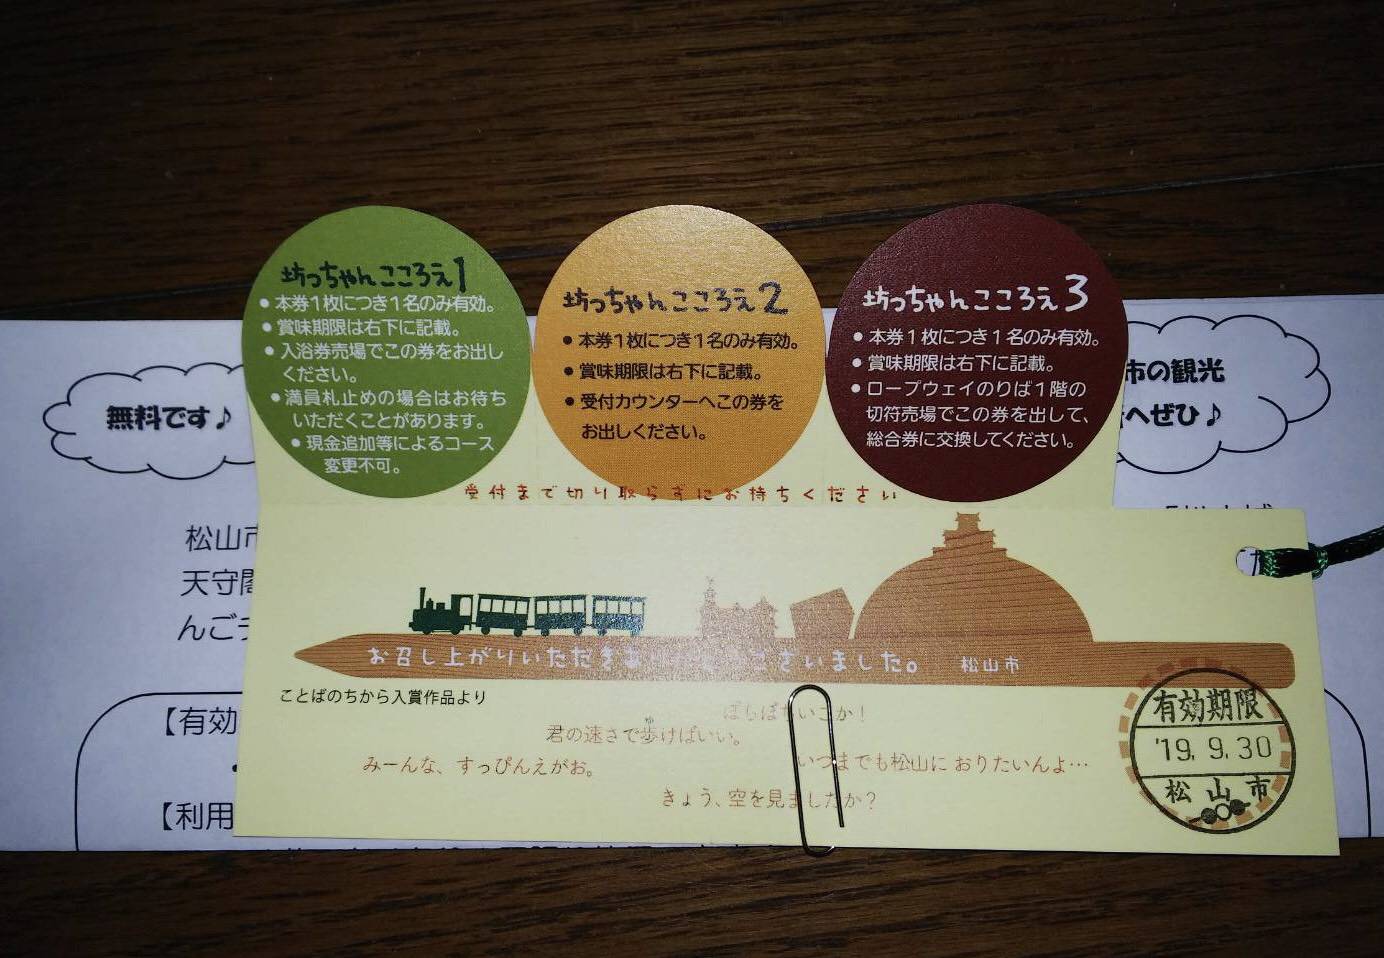 坊っちゃんこころえ1
●本券1枚につき1名のみ有効。
●賞味期限は右下に記載。
●入浴券売場でこの券をお出し
ください。
●満員札止めの場合はお待ち
いただくことがあります。
●現金追加等によるコース
変更不可。
坊っちゃんこころえ2
●本券1枚につき1名のみ有効。
●賞味期限は右下に記載。
●受付カウンターへこの券を
お出しください。
坊っちゃんこころえ3
●本券1枚につき1名のみ有効。
●賞味期限は右下に記載。
●ロープウェイのりば1階の
切符売場でこの券を出して、
総合券に交換してください。
無料です♪
市の観光
へぜひ♪
受付まで切り取らずにお持ちください
松山市
天守閣
んご
お召し上がりいただきありがとうございました。 松山市
ことばのちから入賞作品より
ぼちぼちいこか！
君の速さで歩けばいい。
ゆ
みーんな、すっぴんえがお。
いつまでも松山に おりたいんよ…
きょう、空を見ましたか？
有効期限
'19. 9. 30
松山市
【有効
【利用